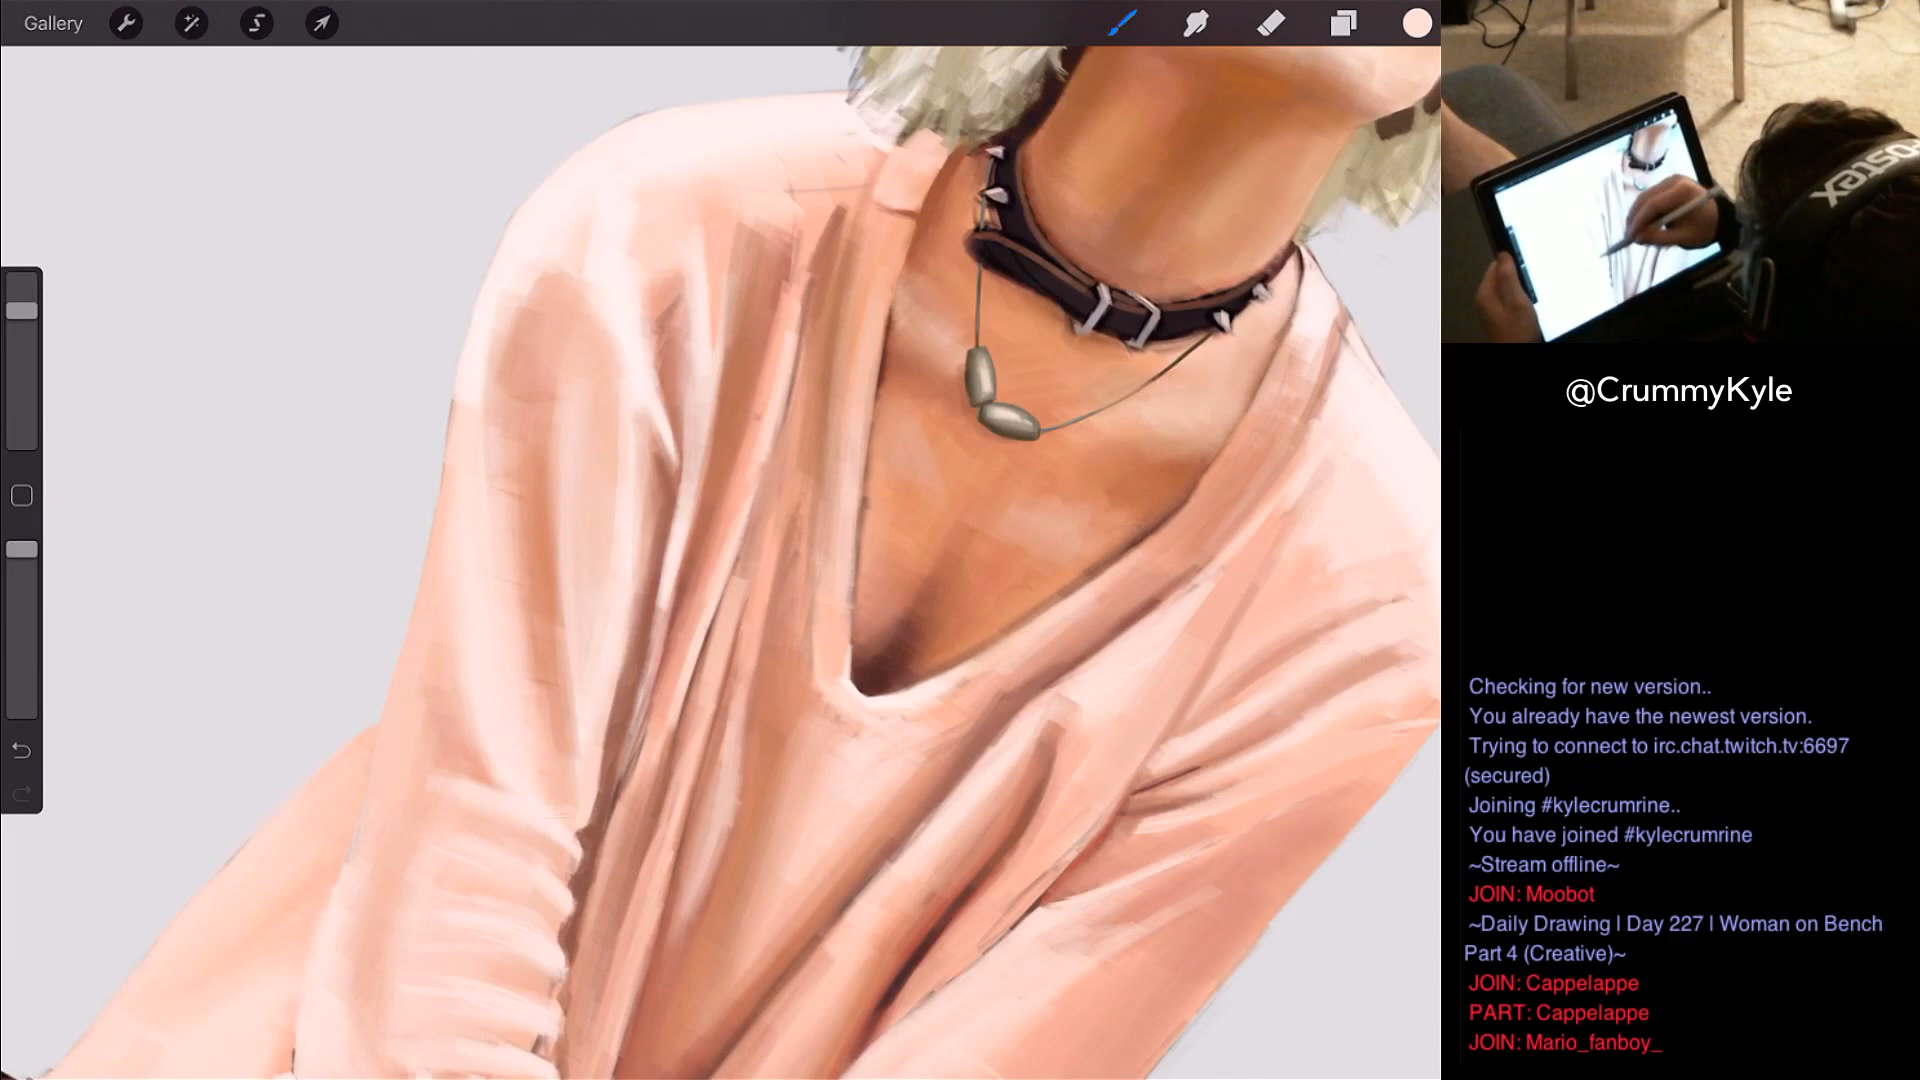 Gallery
Fostex
@CrummyKyle
Checking for new version..
You already have the newest version.
Trying to connect to irc.chat.twitch.tv:6697
(secured)
Joining #kylecrumrine..
You have joined #kylecrumrine
~Stream offline~
JOIN: Moobot
~Daily Drawing | Day 227 | Woman on Bench
Part 4 (Creative)~
JOIN: Cappelappe
PART: Cappelappe
JOIN: Mario_fanboy_